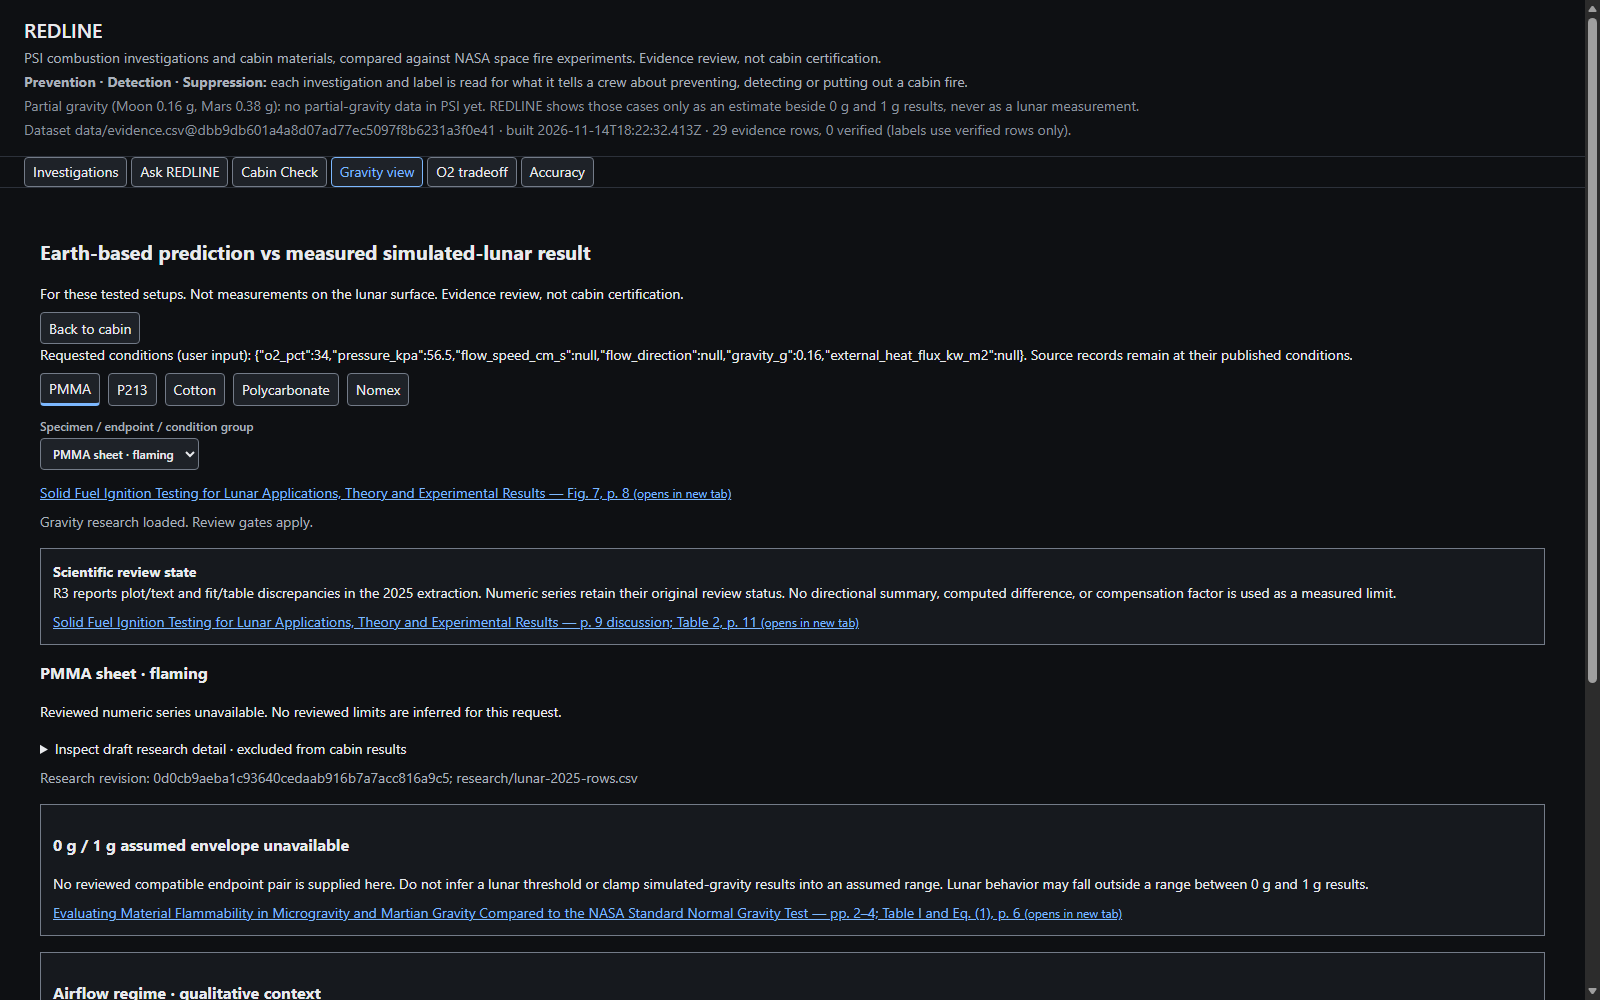 REDLINE
PSI combustion investigations and cabin materials, compared against NASA space fire experiments. Evidence review, not cabin certification.
Prevention · Detection · Suppression: each investigation and label is read for what it tells a crew about preventing, detecting or putting out a cabin fire.
Partial gravity (Moon 0.16 g, Mars 0.38 g): no partial-gravity data in PSI yet. REDLINE shows those cases only as an estimate beside 0 g and 1 g results, never as a lunar measurement.
Dataset data/evidence.csv@dbb9db601a4a8d07ad77ec5097f8b6231a3f0e41 · built 2026-11-14T18:22:32.413Z · 29 evidence rows, 0 verified (labels use verified rows only).
Investigations Ask REDLINE Cabin Check Gravity view O2 tradeoff Accuracy
Earth-based prediction vs measured simulated-lunar result
For these tested setups. Not measurements on the lunar surface. Evidence review, not cabin certification.
Back to cabin
Requested conditions (user input): {"o2_pct":34,"pressure_kpa":56.5,"flow_speed_cm_s":null,"flow_direction":null,"gravity_g":0.16,"external_heat_flux_kw_m2":null}. Source records remain at their published conditions.
PMMA P213 Cotton Polycarbonate Nomex
Specimen / endpoint / condition group
PMMA sheet · flaming
Solid Fuel Ignition Testing for Lunar Applications, Theory and Experimental Results — Fig. 7, p. 8 (opens in new tab)
Gravity research loaded. Review gates apply.
Scientific review state
R3 reports plot/text and fit/table discrepancies in the 2025 extraction. Numeric series retain their original review status. No directional summary, computed difference, or compensation factor is used as a measured limit.
Solid Fuel Ignition Testing for Lunar Applications, Theory and Experimental Results — p. 9 discussion; Table 2, p. 11 (opens in new tab)
PMMA sheet · flaming
Reviewed numeric series unavailable. No reviewed limits are inferred for this request.
Inspect draft research detail · excluded from cabin results
Research revision: 0d0cb9aeba1c93640cedaab916b7a7acc816a9c5; research/lunar-2025-rows.csv
0 g / 1 g assumed envelope unavailable
No reviewed compatible endpoint pair is supplied here. Do not infer a lunar threshold or clamp simulated-gravity results into an assumed range. Lunar behavior may fall outside a range between 0 g and 1 g results.
Evaluating Material Flammability in Microgravity and Martian Gravity Compared to the NASA Standard Normal Gravity Test — pp. 2–4; Table I and Eq. (1), p. 6 (opens in new tab)
Airflow regime · qualitative context